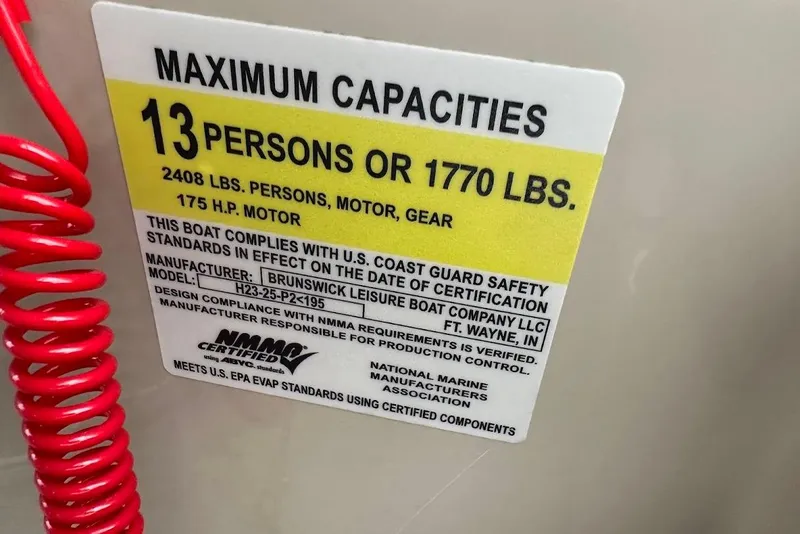 MAXIMUM CAPACITIES
13 PERSONS OR 1770 LBS.
2408 LBS. PERSONS, MOTOR, GEAR
175 H.P. MOTOR
THIS BOAT COMPLIES WITH U.S. COAST GUARD SAFETY
STANDARDS IN EFFECT ON THE DATE OF CERTIFICATION
MANUFACTURER: BRUNSWICK LEISURE BOAT COMPANY LLC
MODEL: H23-25-P2<195 FT. WAYNE, IN
DESIGN COMPLIANCE WITH NMMA REQUIREMENTS IS VERIFIED.
MANUFACTURER RESPONSIBLE FOR PRODUCTION CONTROL.
NMMA
CERTIFIED
using ABYC standards
NATIONAL MARINE
MANUFACTURERS
ASSOCIATION
MEETS U.S. EPA EVAP STANDARDS USING CERTIFIED COMPONENTS